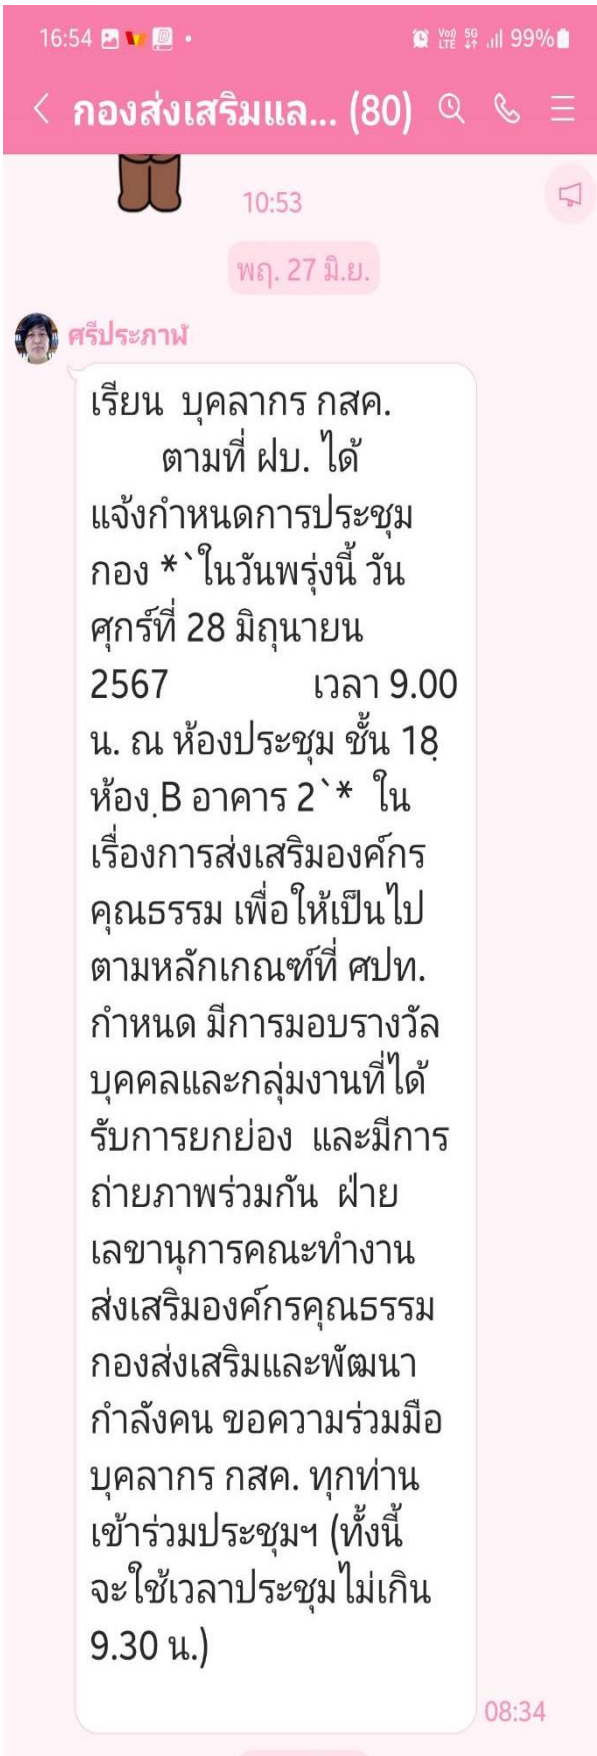 16:54 Vo)) LTE 5G 99%
กองส่งเสริมแล... (80)
10:53
พฤ. 27 มิ.ย.
ศรีประภาพั
เรียน บุคลากร กสค.
ตามที่ ฝบ. ได้
แจ้งกำหนดการประชุม
กอง *`ในวันพรุ่งนี้ วัน
ศุกร์ที่ 28 มิถุนายน
2567 เวลา 9.00
น. ณ ห้องประชุม ชั้น 18
ห้อง B อาคาร 2`* ใน
เรื่องการส่งเสริมองค์กร
คุณธรรม เพื่อให้เป็นไป
ตามหลักเกณฑ์ที่ ศปท.
กำหนด มีการมอบรางวัล
บุคคลและกลุ่มงานที่ได้
รับการยกย่อง และมีการ
ถ่ายภาพร่วมกัน ฝ่าย
เลขานุการคณะทำงาน
ส่งเสริมองค์กรคุณธรรม
กองส่งเสริมและพัฒนา
กำลังคน ขอความร่วมมือ
บุคลากร กสค. ทุกท่าน
เข้าร่วมประชุมฯ (ทั้งนี้
จะใช้เวลาประชุมไม่เกิน
9.30 น.)
08:34